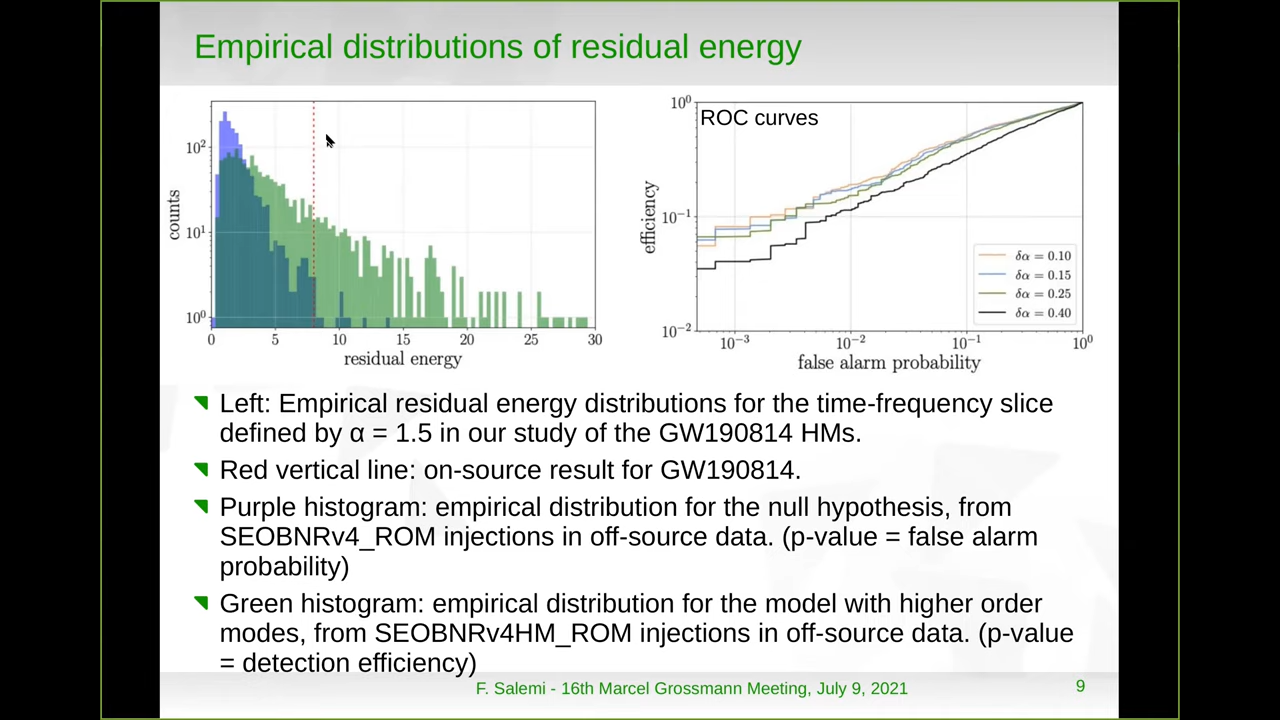 Empirical distributions of residual energy
counts
10²
10¹
10⁰
0 5 10 15 20 25 30
residual energy
ROC curves
efficiency
10⁰
10⁻¹
10⁻²
δα = 0.10
δα = 0.15
δα = 0.25
δα = 0.40
10⁻³ 10⁻² 10⁻¹ 10⁰
false alarm probability
Left: Empirical residual energy distributions for the time-frequency slice
defined by α = 1.5 in our study of the GW190814 HMs.
Red vertical line: on-source result for GW190814.
Purple histogram: empirical distribution for the null hypothesis, from
SEOBNRv4_ROM injections in off-source data. (p-value = false alarm
probability)
Green histogram: empirical distribution for the model with higher order
modes, from SEOBNRv4HM_ROM injections in off-source data. (p-value
= detection efficiency)
F. Salemi - 16th Marcel Grossmann Meeting, July 9, 2021
9